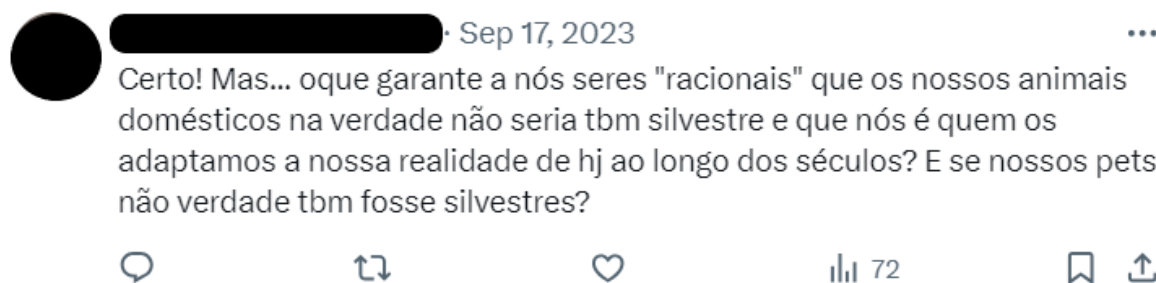 · Sep 17, 2023
Certo! Mas... oque garante a nós seres "racionais" que os nossos animais
domésticos na verdade não seria tbm silvestre e que nós é quem os
adaptamos a nossa realidade de hj ao longo dos séculos? E se nossos pets
não verdade tbm fosse silvestres?
72